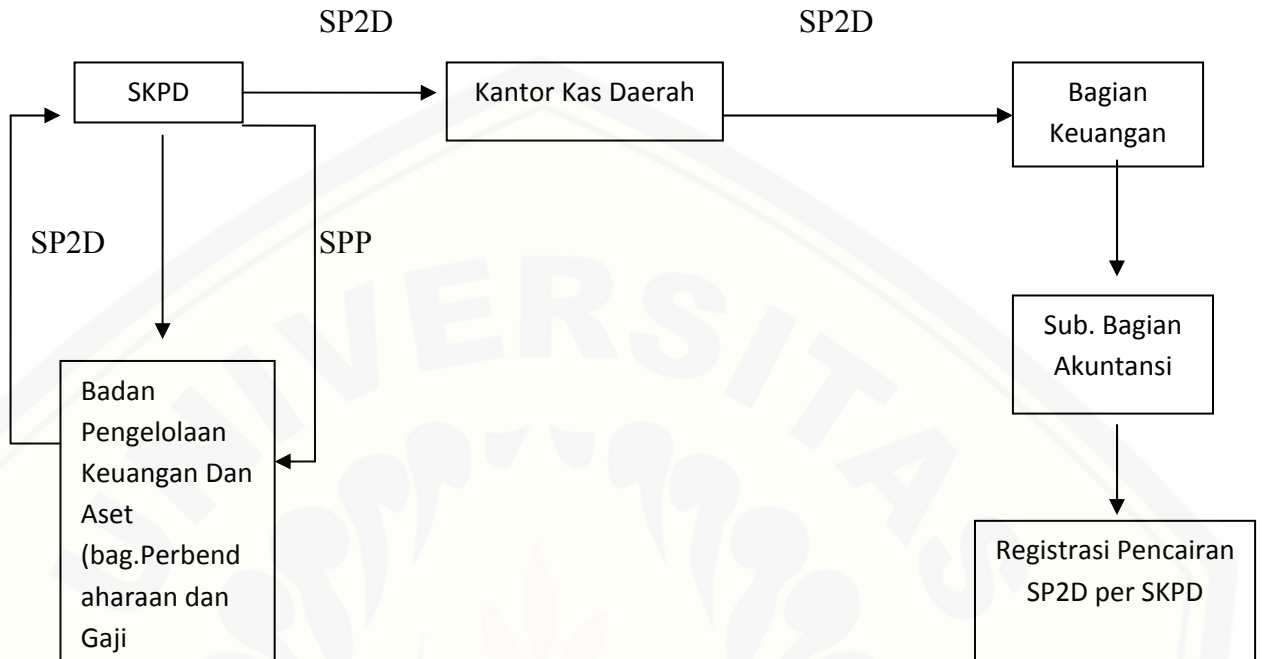 SP2D
SP2D
SKPD
Kantor Kas Daerah
Bagian
Keuangan
SP2D
SPP
Sub. Bagian
Akuntansi
Badan
Pengelolaan
Keuangan Dan
Aset
(bag.Perbend
aharaan dan
Gaji
Registrasi Pencairan
SP2D per SKPD
UNIVERSITAS